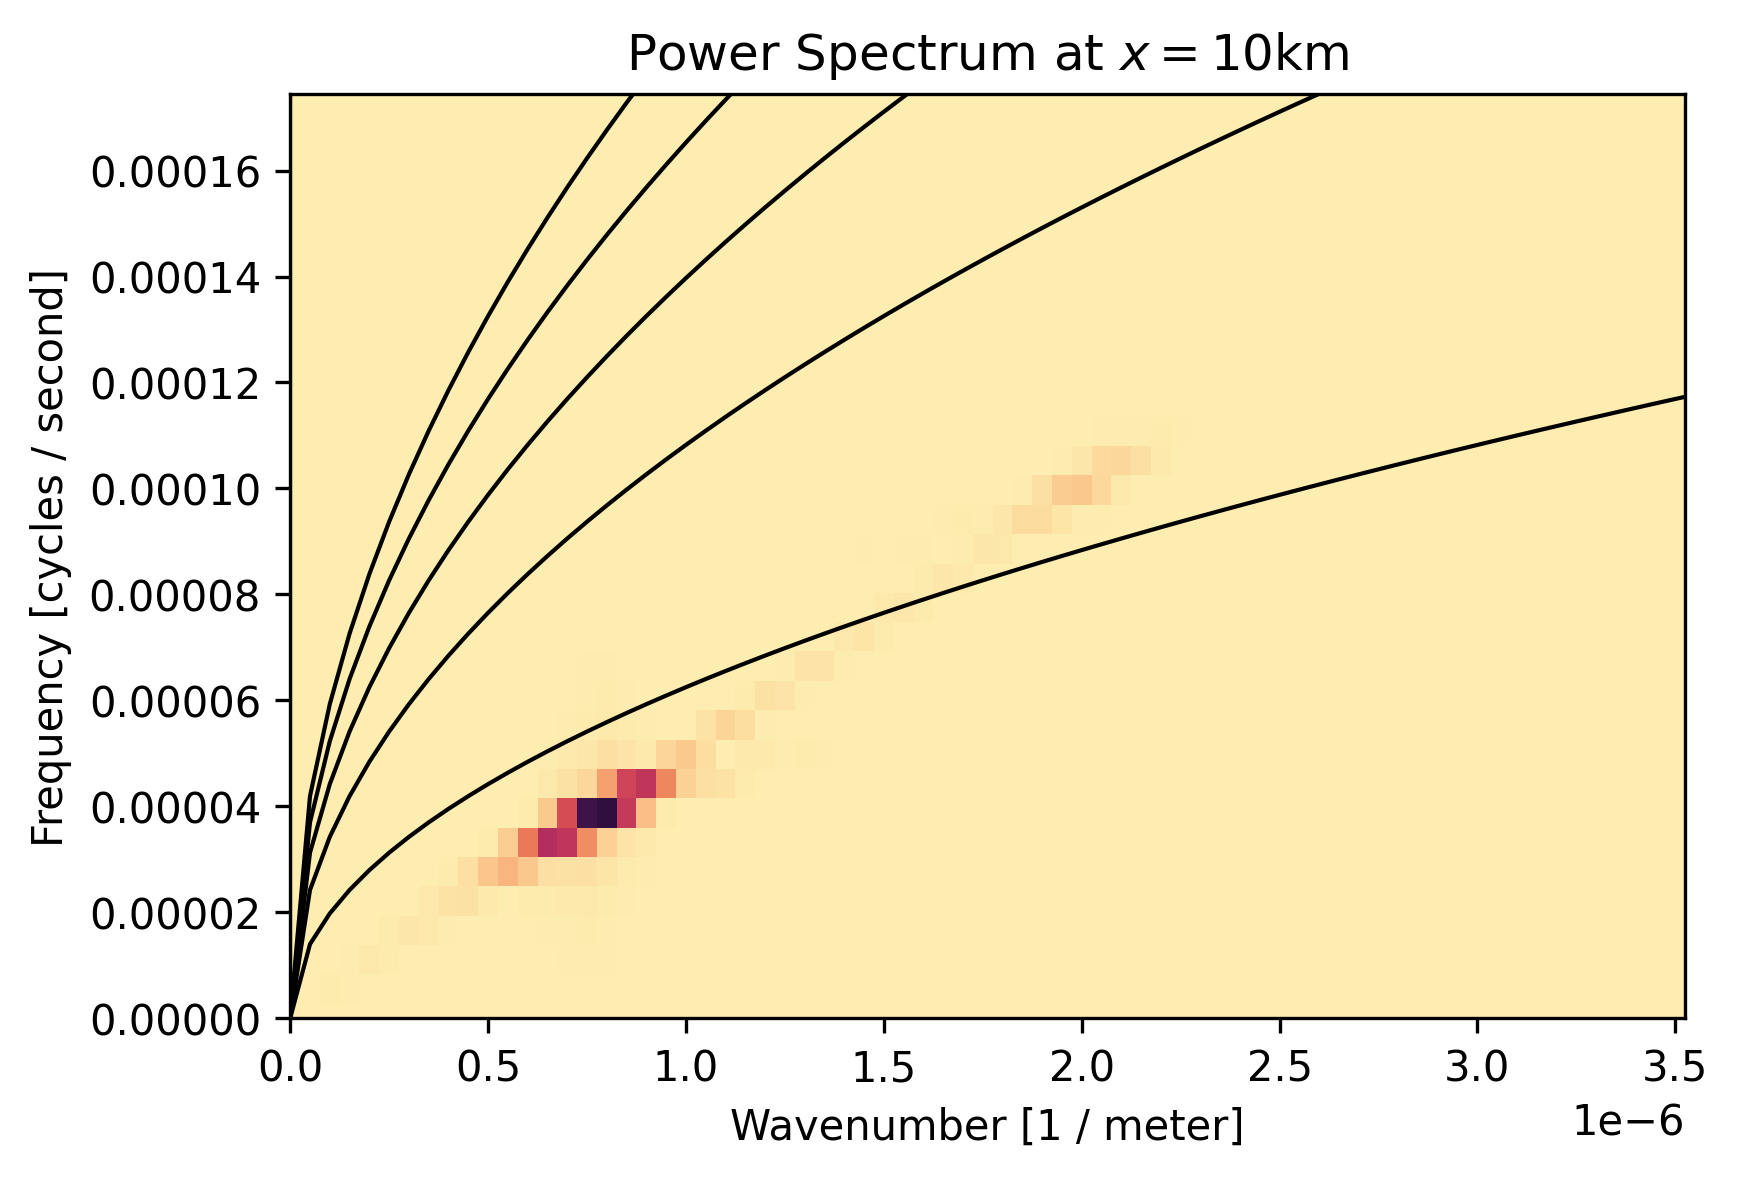 Power Spectrum at x = 10km
Frequency [cycles / second]
0.00016
0.00014
0.00012
0.00010
0.00008
0.00006
0.00004
0.00002
0.00000
0.0 0.5 1.0 1.5 2.0 2.5 3.0 3.5
Wavenumber [1 / meter]
1e−6